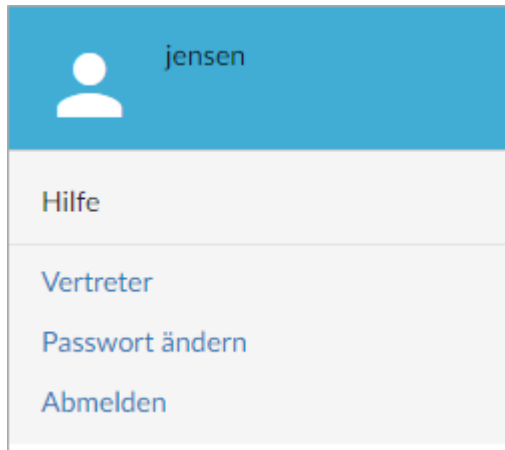 jensen
Hilfe
Vertreter
Passwort ändern
Abmelden